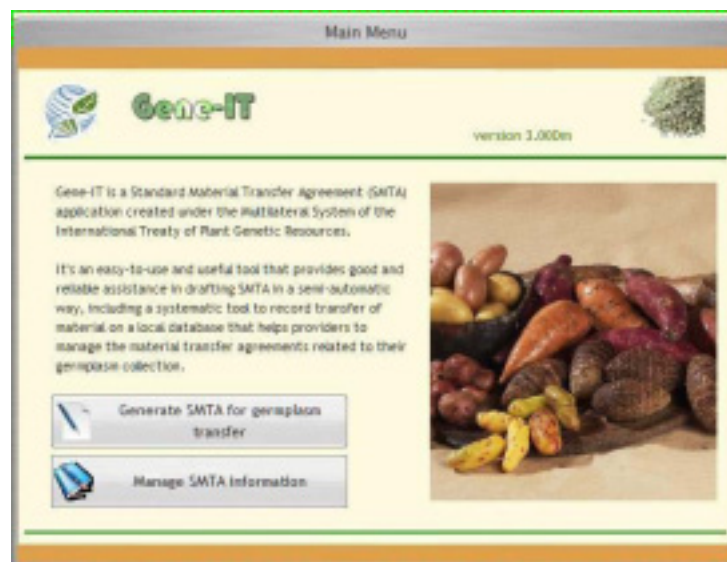 Main Menu
Gene-IT
version 3.000m
Gene-IT is a Standard Material Transfer Agreement (SMTA)
application created under the Multilateral System of the
International Treaty of Plant Genetic Resources.
It's an easy-to-use and useful tool that provides good and
reliable assistance in drafting SMTA in a semi-automatic
way, including a systematic tool to record transfer of
material on a local database that helps providers to
manage the material transfer agreements related to their
germplasm collection.
Generate SMTA for germplasm
transfer
Manage SMTA information